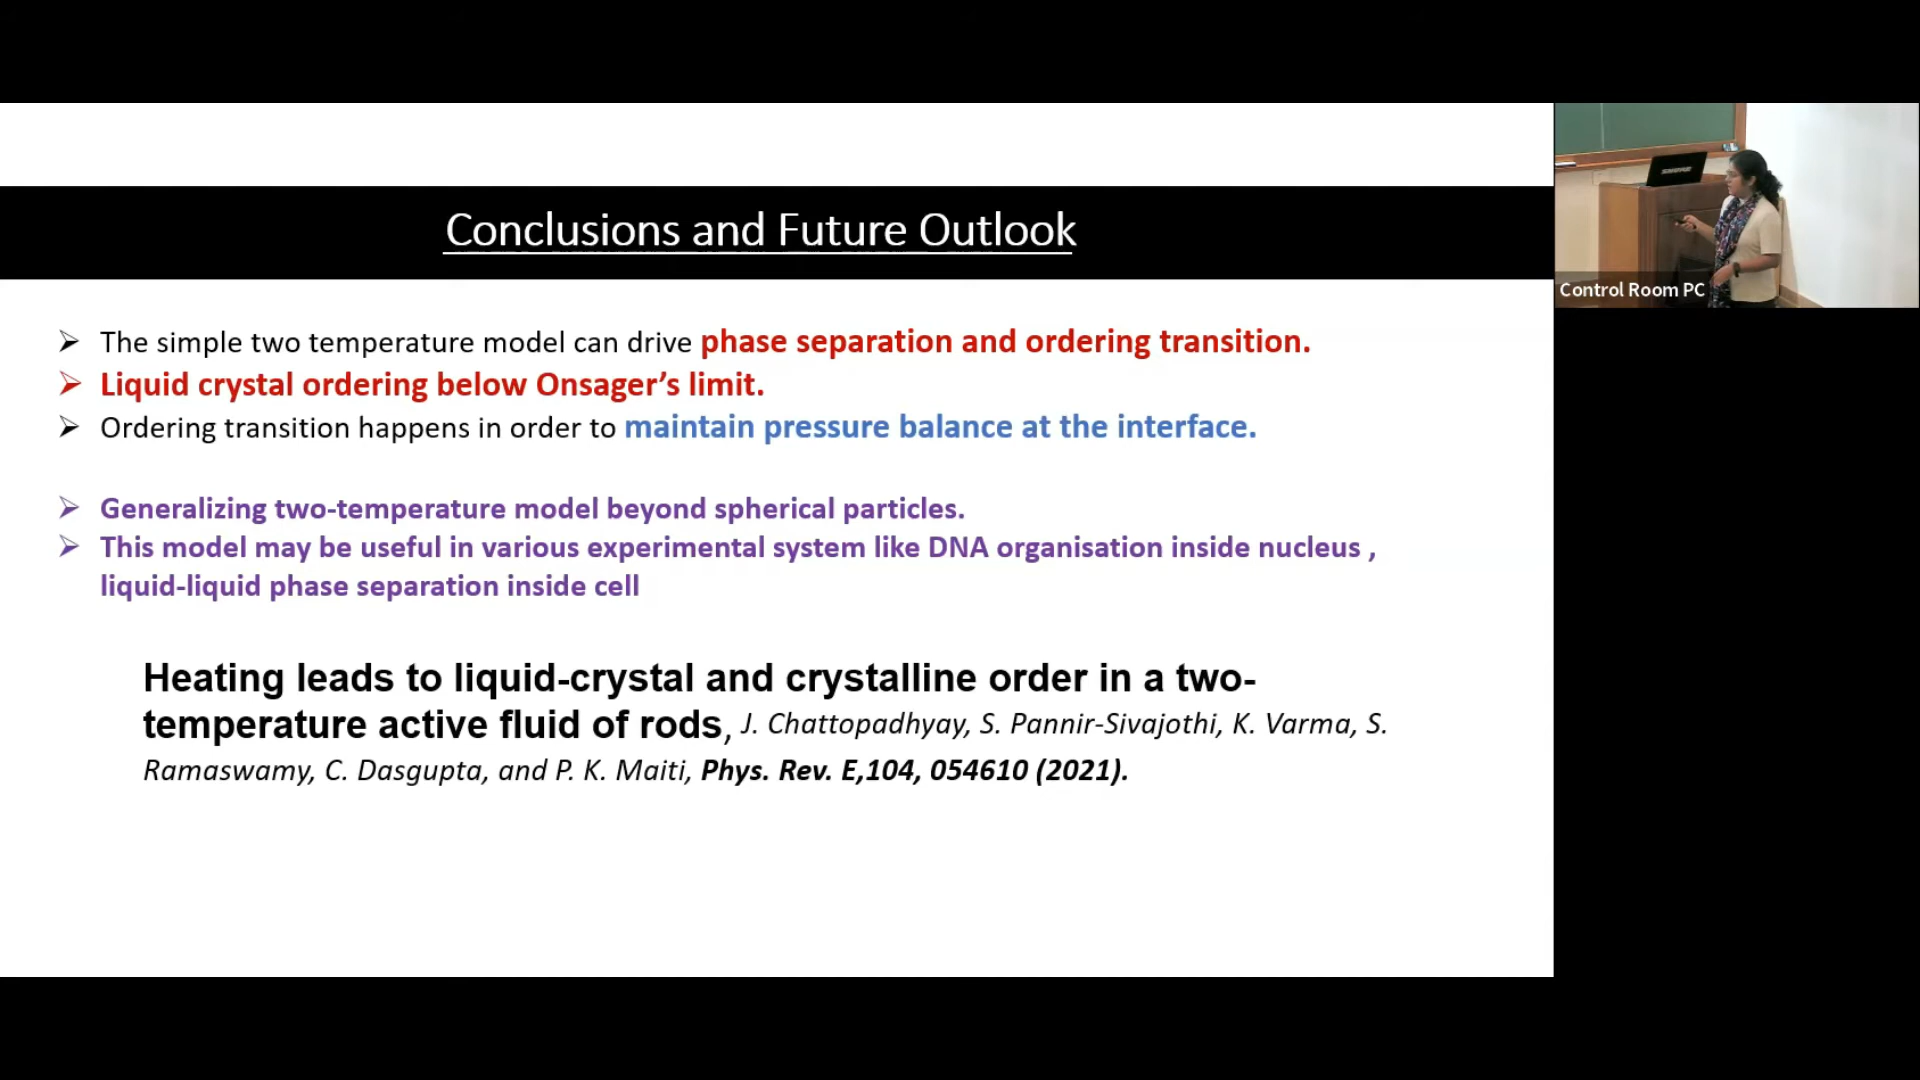 Conclusions and Future Outlook
The simple two temperature model can drive phase separation and ordering transition.
Liquid crystal ordering below Onsager’s limit.
Ordering transition happens in order to maintain pressure balance at the interface.
Generalizing two-temperature model beyond spherical particles.
This model may be useful in various experimental system like DNA organisation inside nucleus ,
liquid-liquid phase separation inside cell
Heating leads to liquid-crystal and crystalline order in a two-
temperature active fluid of rods, J. Chattopadhyay, S. Pannir-Sivajothi, K. Varma, S.
Ramaswamy, C. Dasgupta, and P. K. Maiti, Phys. Rev. E,104, 054610 (2021).
Control Room PC